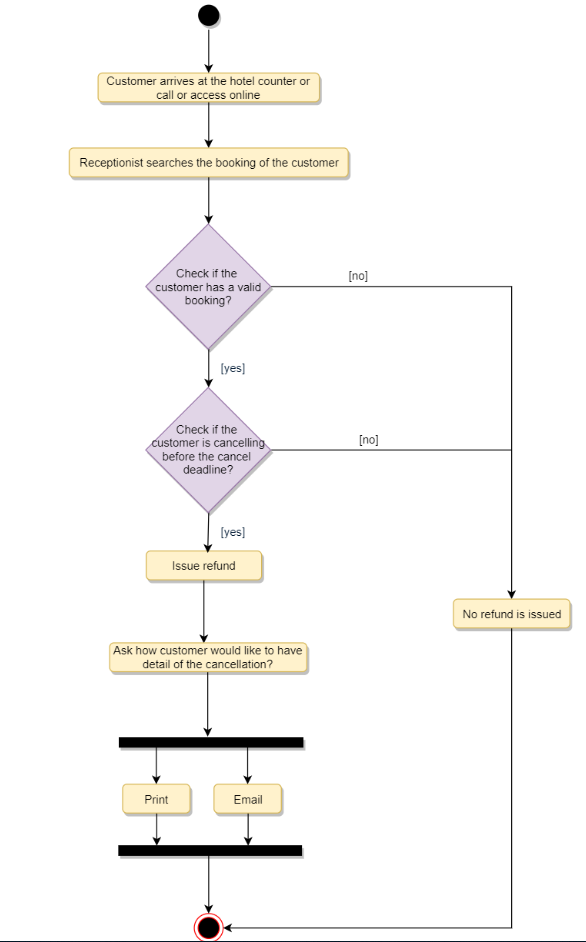 Customer arrives at the hotel counter or
call or access online
Receptionist searches the booking of the customer
Check if the
customer has a valid
booking?
[no]
[yes]
Check if the
customer is cancelling
before the cancel
deadline?
[no]
[yes]
Issue refund
No refund is issued
Ask how customer would like to have
detail of the cancellation?
Print
Email